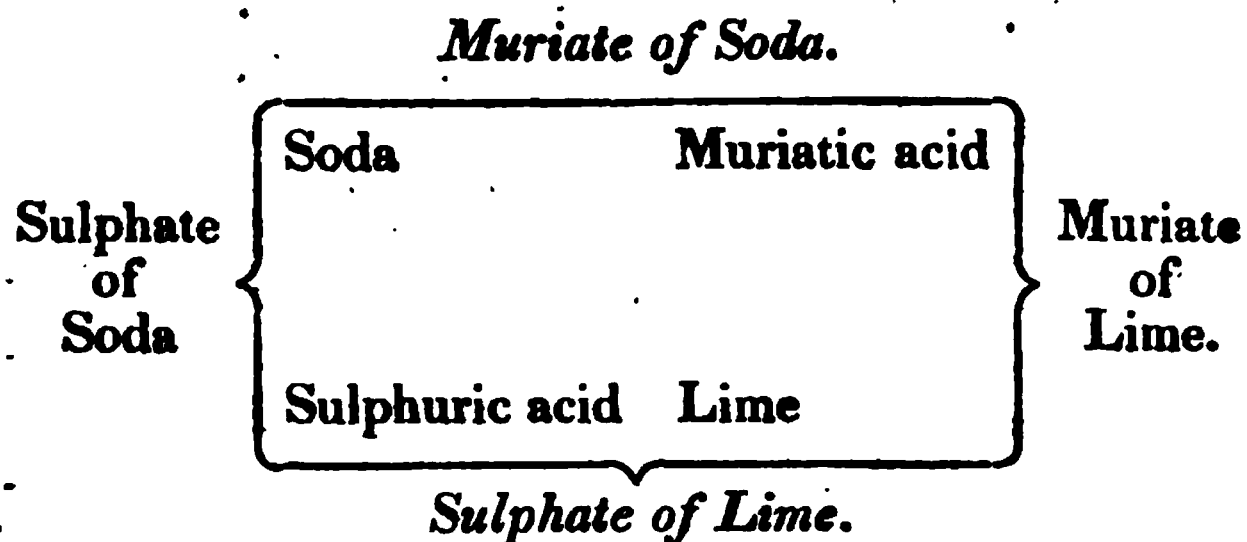 Muriate of Soda.
Soda Muriatic acid
Sulphate
of
Soda
Muriate
of
Lime.
Sulphuric acid Lime
Sulphate of Lime.